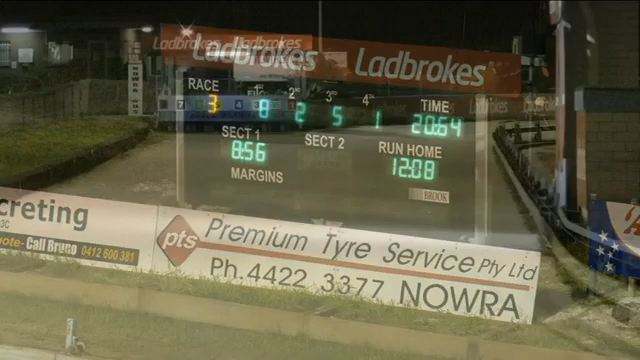 Ladbrokes Ladbrokes
Ladbrokes Ladbrokes
RACE 1ST 2ND 3RD 4TH TIME
3 8 2 5 1 20.64
SECT 1 SECT 2 RUN HOME
8.56 12.08
MARGINS
BROOK
creting
uote- Call Bruno 0412 600 381
pts Premium Tyre Service Pty Ltd
Ph. 4422 3377 NOWRA